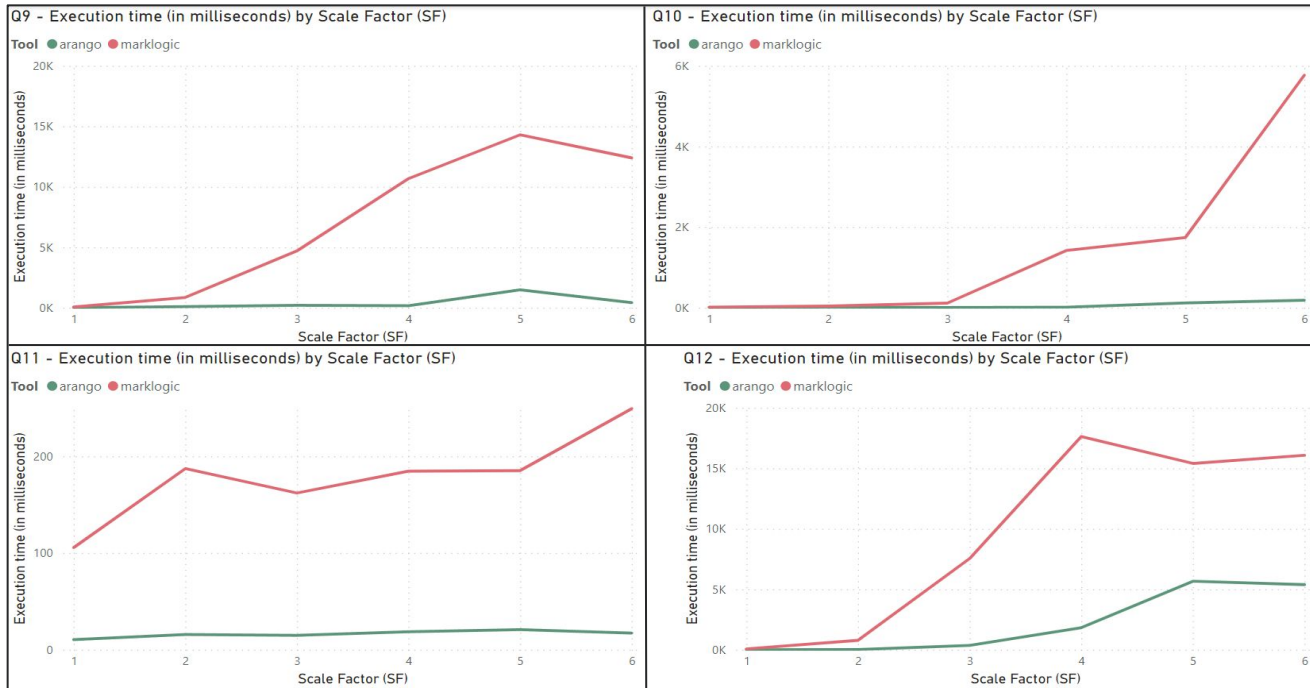 Q9 - Execution time (in milliseconds) by Scale Factor (SF)
Tool arango marklogic
Execution time (in milliseconds)
20K
15K
10K
5K
0K
1 2 3 4 5 6
Scale Factor (SF)
Q10 - Execution time (in milliseconds) by Scale Factor (SF)
Tool arango marklogic
Execution time (in milliseconds)
6K
4K
2K
0K
1 2 3 4 5 6
Scale Factor (SF)
Q11 - Execution time (in milliseconds) by Scale Factor (SF)
Tool arango marklogic
Execution time (in milliseconds)
200
100
0
1 2 3 4 5 6
Scale Factor (SF)
Q12 - Execution time (in milliseconds) by Scale Factor (SF)
Tool arango marklogic
Execution time (in milliseconds)
20K
15K
10K
5K
0K
1 2 3 4 5 6
Scale Factor (SF)